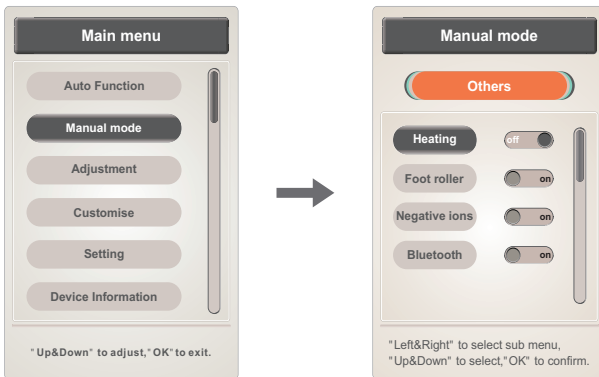 Main menu
Auto Function
Manual mode
Adjustment
Customise
Setting
Device Information
"Up&Down" to adjust,"OK"to exit.
Manual mode
Others
Heating off
Foot roller on
Negative ions on
Bluetooth on
"Left&Right" to select sub menu,
"Up&Down" to select,"OK" to confirm.